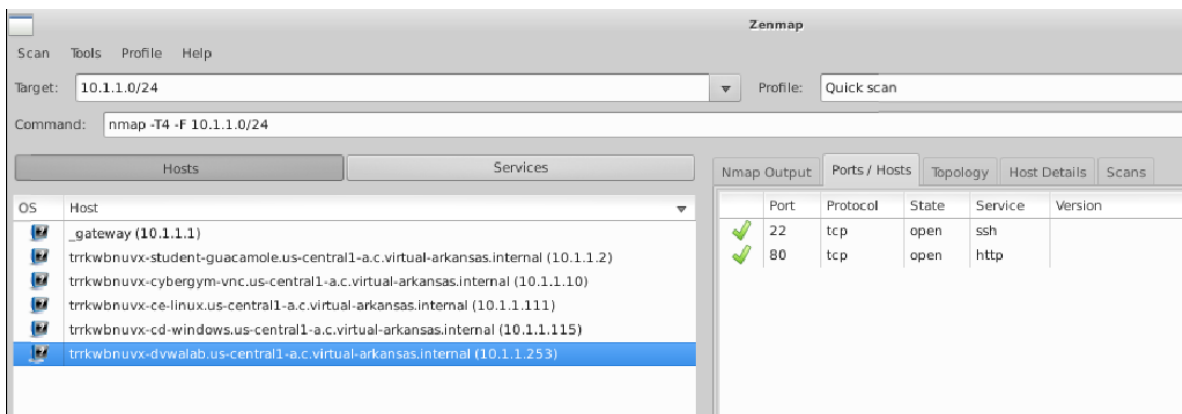 Zenmap
Scan Tools Profile Help
Target: 10.1.1.0/24 Profile: Quick scan
Command: nmap -T4 -F 10.1.1.0/24
Hosts Services
Nmap Output Ports / Hosts Topology Host Details Scans
OS Host
Port Protocol State Service Version
_gateway (10.1.1.1)
22 tcp open ssh
trrkwbnuvx-student-guacamole.us-central1-a.c.virtual-arkansas.internal (10.1.1.2)
80 tcp open http
trrkwbnuvx-cybergym-vnc.us-central1-a.c.virtual-arkansas.internal (10.1.1.10)
trrkwbnuvx-ce-linux.us-central1-a.c.virtual-arkansas.internal (10.1.1.111)
trrkwbnuvx-cd-windows.us-central1-a.c.virtual-arkansas.internal (10.1.1.115)
trrkwbnuvx-dvwalab.us-central1-a.c.virtual-arkansas.internal (10.1.1.253)